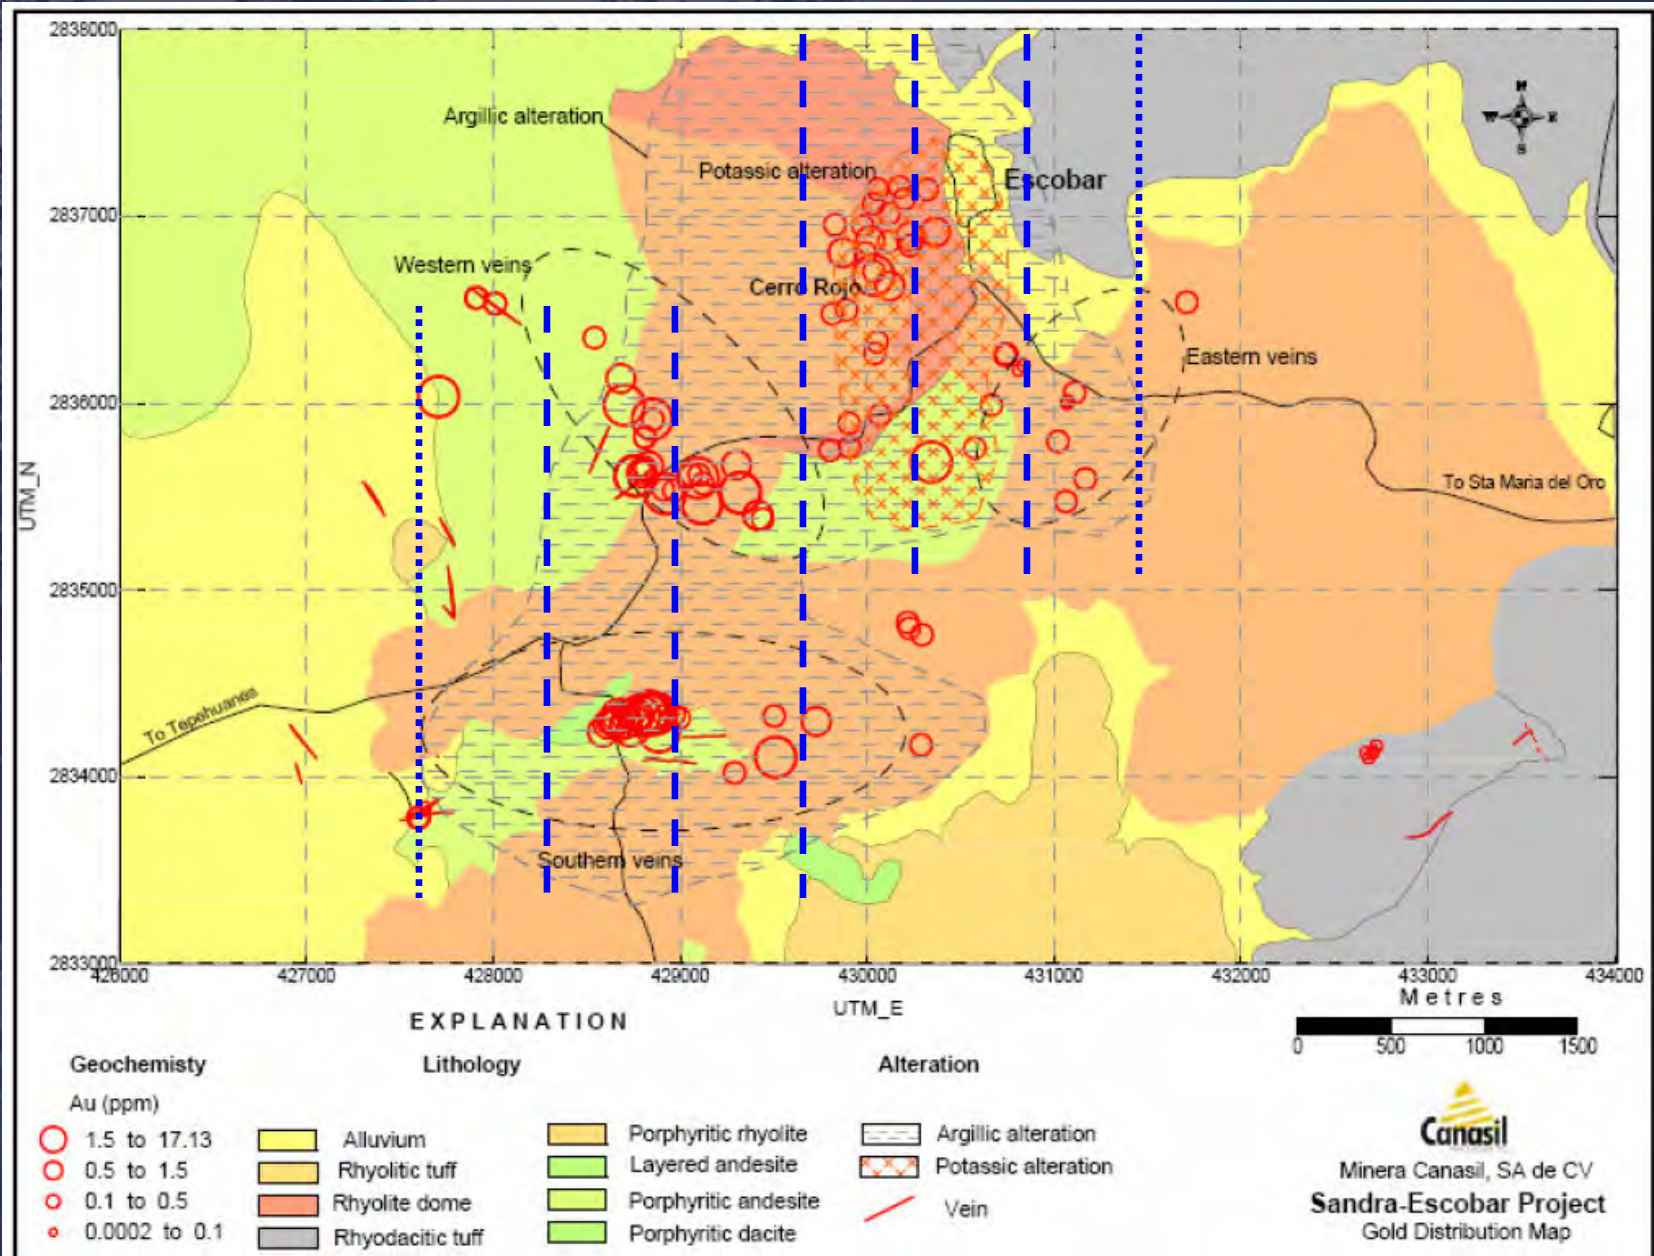 2838000
Argillic alteration
Potassic alteration
Escobar
N
W E
S
2837000
Western veins
Cerro Rojo
Eastern veins
2836000
UTM_N
To Sta Maria del Oro
2835000
To Tepehuanes
2834000
Southern veins
2833000
426000 427000 428000 429000 430000 431000 432000 433000 434000
UTM_E
Metres
0 500 1000 1500
EXPLANATION
Geochemisty
Au (ppm)
1.5 to 17.13
0.5 to 1.5
0.1 to 0.5
0.0002 to 0.1
Lithology
Alluvium
Rhyolitic tuff
Rhyolite dome
Rhyodacitic tuff
Porphyritic rhyolite
Layered andesite
Porphyritic andesite
Porphyritic dacite
Alteration
Argillic alteration
Potassic alteration
Vein
Canasil
Minera Canasil, SA de CV
Sandra-Escobar Project
Gold Distribution Map